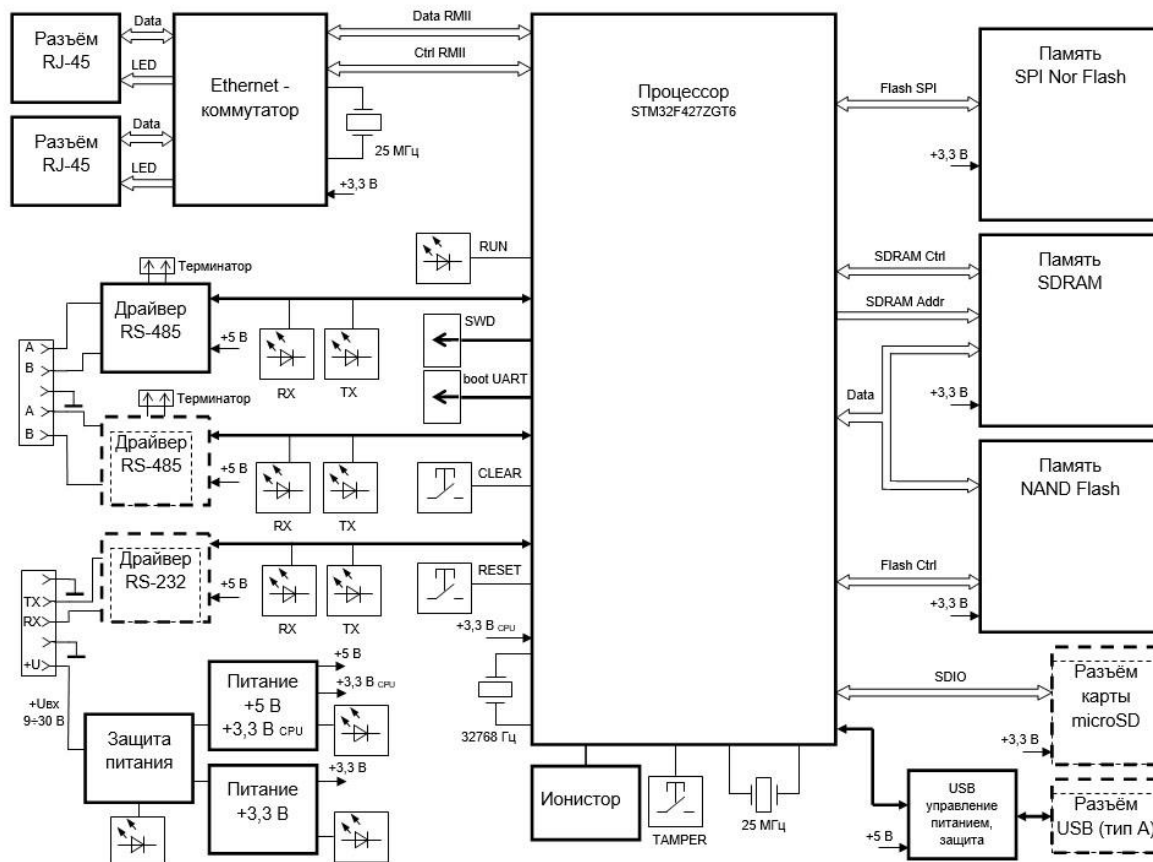 Разъём
RJ-45
Data
LED
Разъём
RJ-45
Data
LED
Ethernet -
коммутатор
25 МГц
+3,3 В
Data RMII
Ctrl RMII
Процессор
STM32F427ZGT6
Flash SPI
Память
SPI Nor Flash
+3,3 В
RUN
SDRAM Ctrl
SDRAM Addr
Память
SDRAM
+3,3 В
Data
Терминатор
Драйвер
RS-485
+5 В
RX
TX
SWD
boot UART
A
B
A
B
Терминатор
Драйвер
RS-485
+5 В
RX
TX
CLEAR
Память
NAND Flash
Flash Ctrl
+3,3 В
Драйвер
RS-232
+5 В
RX
TX
RESET
TX
RX
+U
+3,3 В CPU
32768 Гц
+Uвх
9÷30 В
Защита
питания
Питание
+5 В
+3,3 В CPU
+5 В
+3,3 В CPU
Питание
+3,3 В
+3,3 В
Ионистор
TAMPER
25 МГц
SDIO
Разъём
карты
microSD
+3,3 В
USB
управление
питанием,
защита
+5 В
Разъём
USB (тип А)